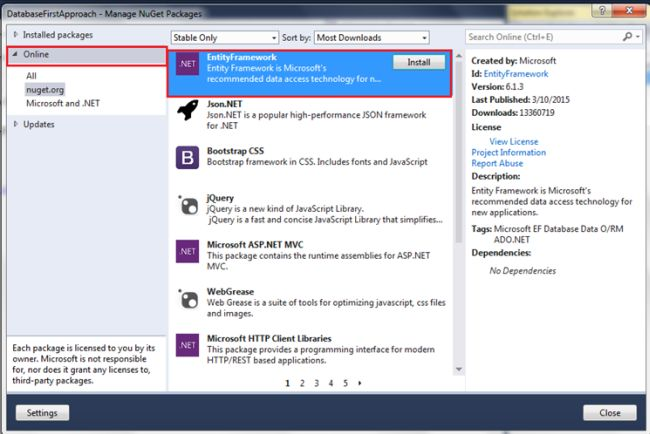 DatabaseFirstApproach - Manage NuGet Packages
Installed packages
Online
All
nuget.org
Microsoft and .NET
Updates
Each package is licensed to you by its
owner. Microsoft is not responsible
for, nor does it grant any licenses to,
third-party packages.
Stable Only
Sort by: Most Downloads
.NET
EntityFramework
Entity Framework is Microsoft's
recommended data access technology for n...
Install
Json.NET
Json.NET is a popular high-performance JSON framework
for .NET
B
Bootstrap CSS
Bootstrap framework in CSS. Includes fonts and JavaScript
jQuery
jQuery is a new kind of JavaScript Library.
jQuery is a fast and concise JavaScript Library that simplifies...
.NET
Microsoft ASP.NET MVC
This package contains the runtime assemblies for ASP.NET
MVC.
WebGrease
Web Grease is a suite of tools for optimizing javascript, css files
and images.
.NET
Microsoft HTTP Client Libraries
This package provides a programming interface for modern
HTTP/REST based applications.
1 2 3 4 5
Search Online (Ctrl+E)
Created by: Microsoft
Id: EntityFramework
Version: 6.1.3
Last Published: 3/10/2015
Downloads: 13360719
License
View License
Project Information
Report Abuse
Description:
Entity Framework is Microsoft's
recommended data access technology for
new applications.
Tags: Microsoft EF Database Data O/RM
ADO.NET
Dependencies:
No Dependencies
Settings
Close